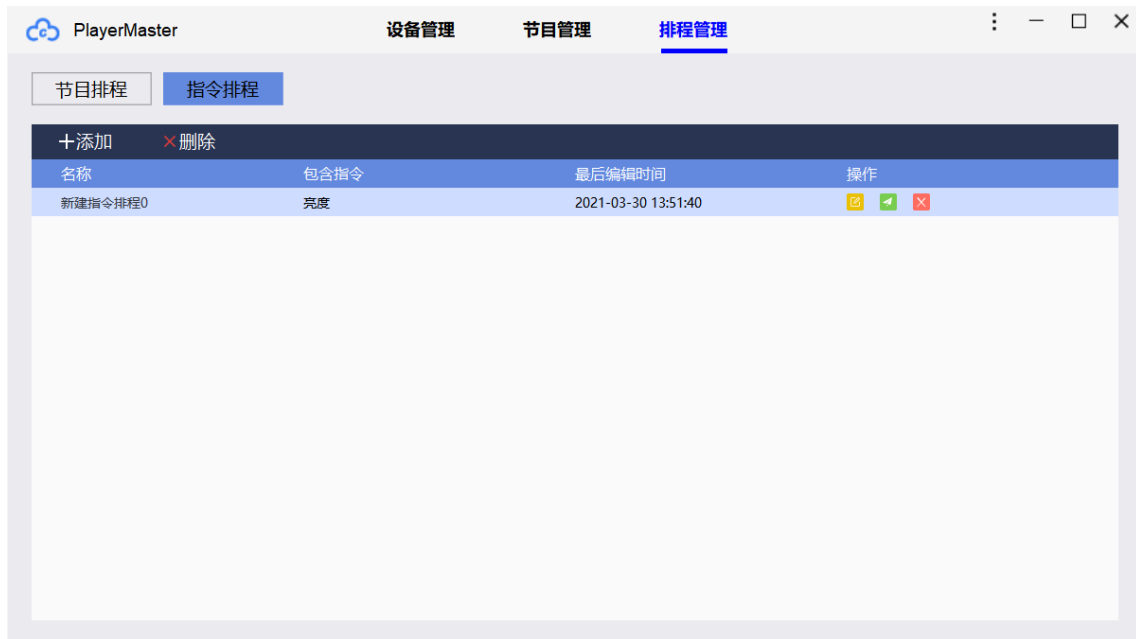 PlayerMaster 设备管理 节目管理 排程管理
节目排程 指令排程
添加 删除
名称 包含指令 最后编辑时间 操作
新建指令排程0 亮度 2021-03-30 13:51:40